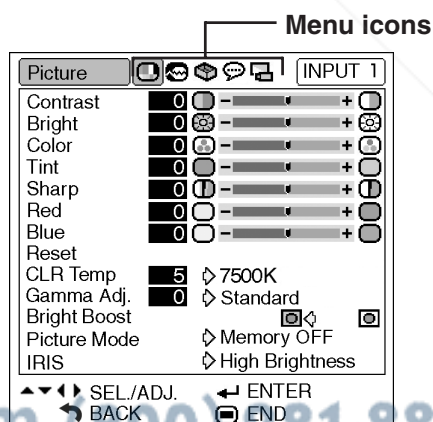 Menu icons
Picture INPUT 1
Contrast 0 - +
Bright 0 - +
Color 0 - +
Tint 0 - +
Sharp 0 - +
Red 0 - +
Blue 0 - +
Reset
CLR Temp 5 7500K
Gamma Adj. 0 Standard
Bright Boost
Picture Mode Memory OFF
IRIS High Brightness
SEL./ADJ. ENTER
BACK END